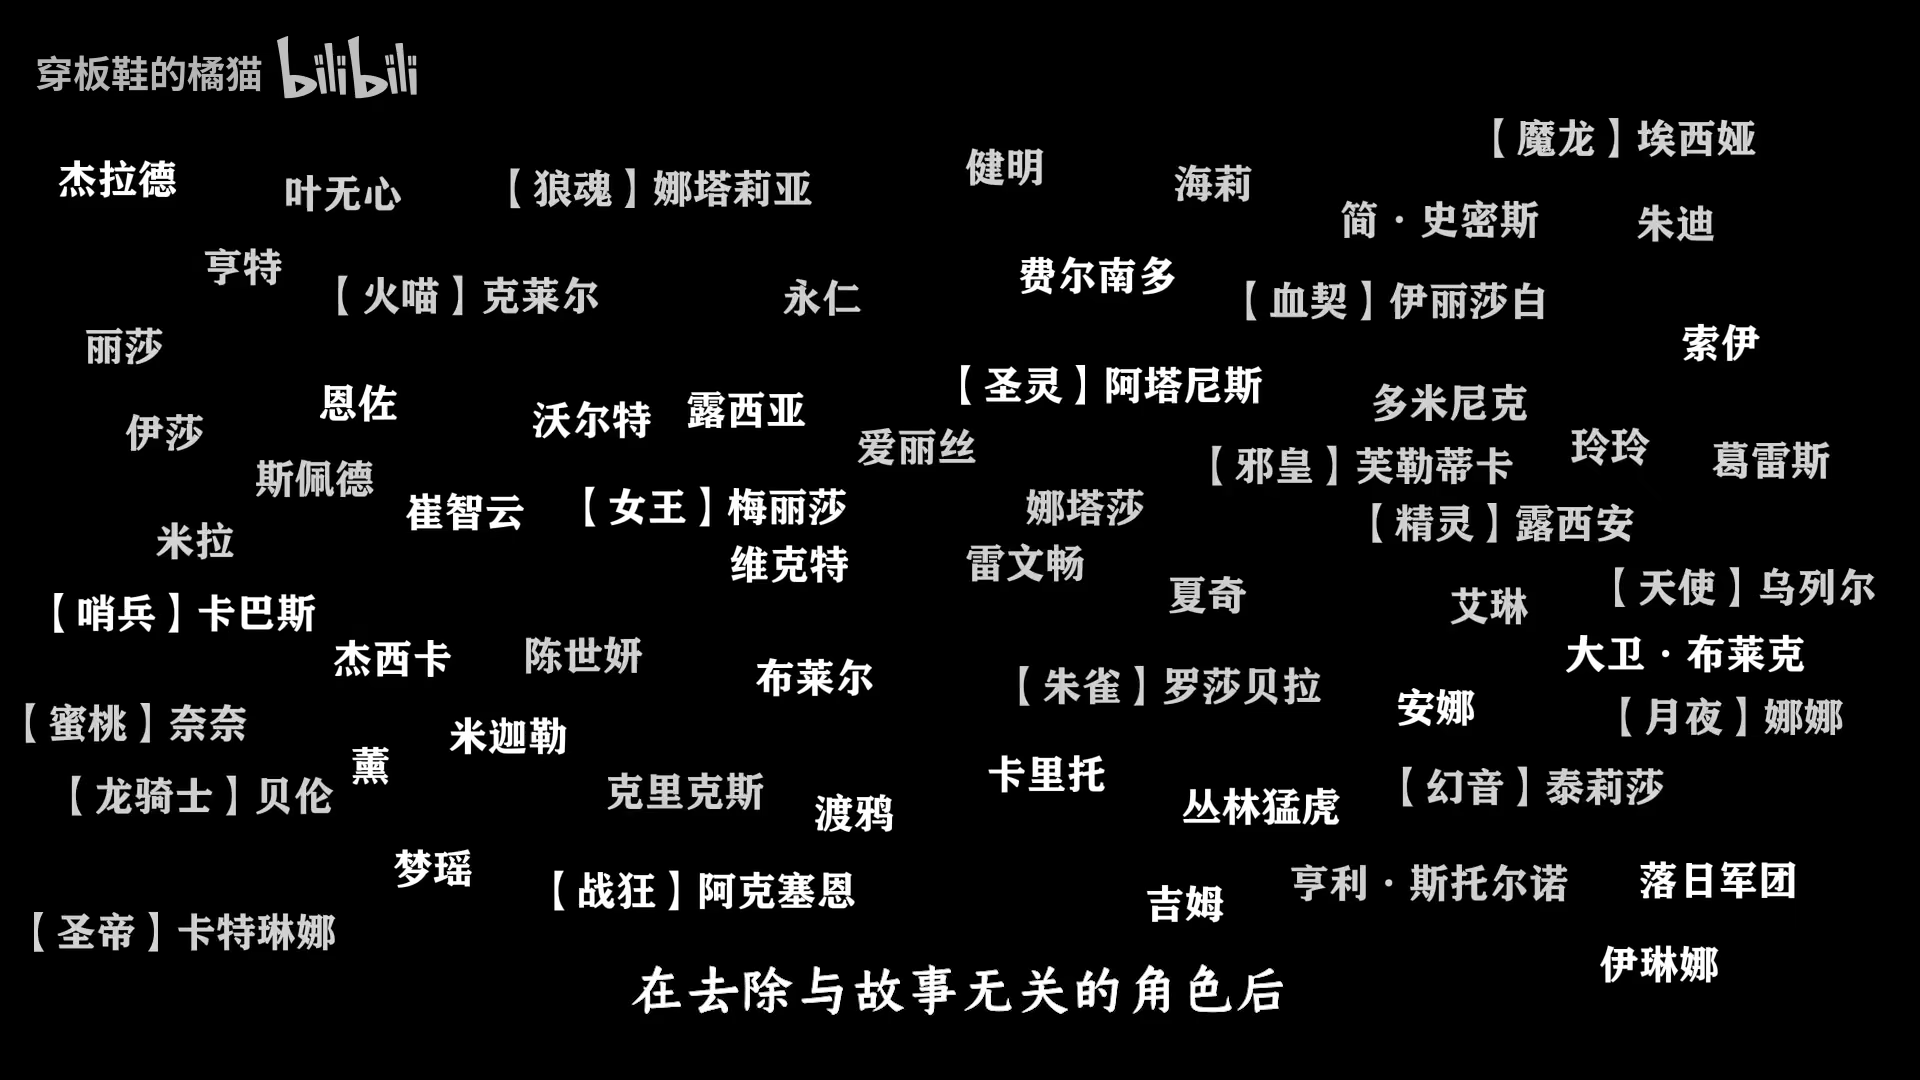 穿板鞋的橘猫 bilibili
【魔龙】埃西娅
健明
杰拉德
海莉
【狼魂】娜塔莉亚
叶无心
简·史密斯
朱迪
亨特
费尔南多
【火喵】克莱尔
永仁
【血契】伊丽莎白
索伊
丽莎
【圣灵】阿塔尼斯
恩佐
多米尼克
露西亚
沃尔特
伊莎
爱丽丝
玲玲
葛雷斯
【邪皇】芙勒蒂卡
斯佩德
崔智云
【女王】梅丽莎
娜塔莎
【精灵】露西安
米拉
维克特
雷文畅
【天使】乌列尔
夏奇
艾琳
【哨兵】卡巴斯
大卫·布莱克
杰西卡
陈世妍
布莱尔
【朱雀】罗莎贝拉
安娜
【月夜】娜娜
【蜜桃】奈奈
米迦勒
薰
卡里托
【幻音】泰莉莎
克里克斯
【龙骑士】贝伦
丛林猛虎
渡鸦
梦瑶
亨利·斯托尔诺
落日军团
【战狂】阿克塞恩
吉姆
【圣帝】卡特琳娜
伊琳娜
在去除与故事无关的角色后